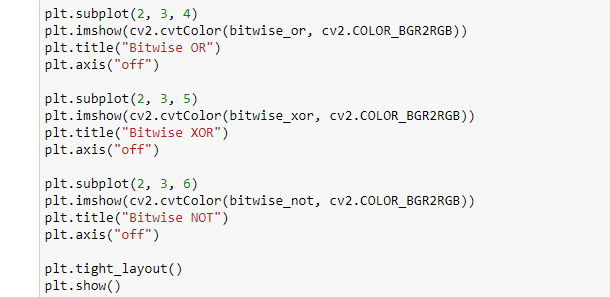 plt.subplot(2, 3, 4)
plt.imshow(cv2.cvtColor(bitwise_or, cv2.COLOR_BGR2RGB))
plt.title("Bitwise OR")
plt.axis("off")
plt.subplot(2, 3, 5)
plt.imshow(cv2.cvtColor(bitwise_xor, cv2.COLOR_BGR2RGB))
plt.title("Bitwise XOR")
plt.axis("off")
plt.subplot(2, 3, 6)
plt.imshow(cv2.cvtColor(bitwise_not, cv2.COLOR_BGR2RGB))
plt.title("Bitwise NOT")
plt.axis("off")
plt.tight_layout()
plt.show()